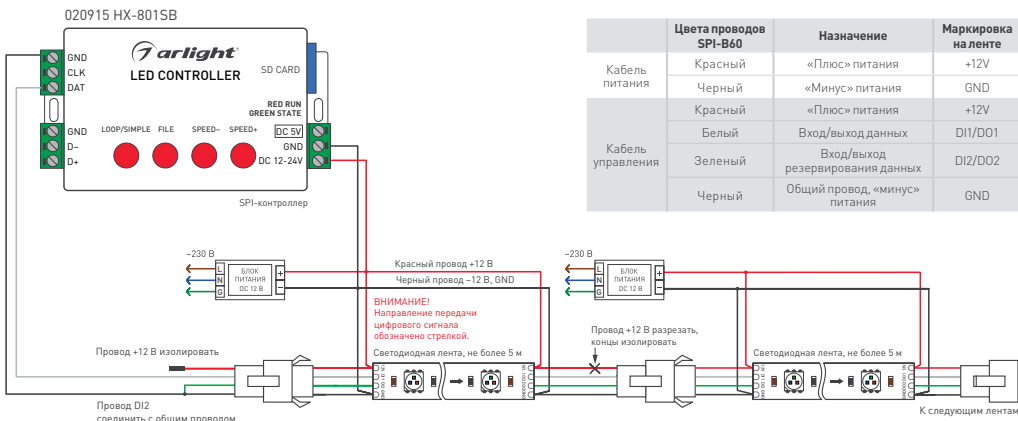 020915 HX-801SB
GND
CLK
DAT
arlight
LED CONTROLLER
SD CARD
RED RUN
GREEN STATE
GND
D−
D+
LOOP/SIMPLE FILE SPEED− SPEED+
DC 5V
GND
DC 12-24V
SPI-контроллер
Цвета проводов SPI-B60
Назначение
Маркировка на ленте
Кабель питания
Красный «Плюс» питания +12V
Черный «Минус» питания GND
Кабель управления
Красный «Плюс» питания +12V
Белый Вход/выход данных DI1/DO1
Зеленый Вход/выход резервирования данных DI2/DO2
Черный Общий провод, «минус» питания GND
~230 В
L
N
G
БЛОК
ПИТАНИЯ
DC 12 В
+
−
Красный провод +12 В
Черный провод −12 В, GND
ВНИМАНИЕ!
Направление передачи
цифрового сигнала
обозначено стрелкой.
~230 В
L
N
G
БЛОК
ПИТАНИЯ
DC 12 В
+
−
Провод +12 В разрезать,
концы изолировать
Провод +12 В изолировать
Светодиодная лента, не более 5 м
Светодиодная лента, не более 5 м
Провод DI2
соединить с общим проводом
К следующим лентам